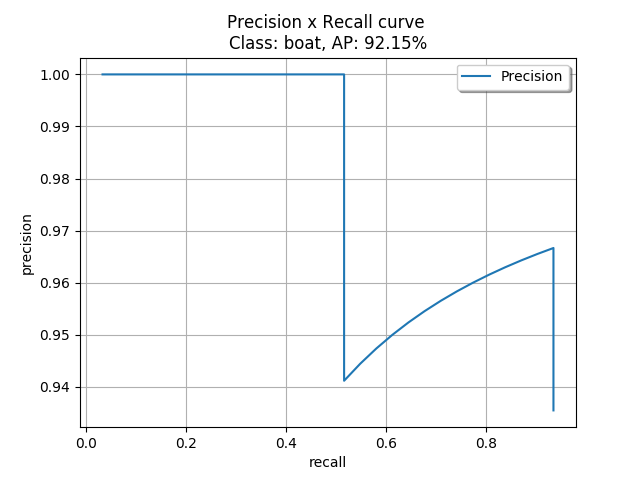 Precision x Recall curve
Class: boat, AP: 92.15%
Precision
1.00
0.99
0.98
0.97
0.96
0.95
0.94
precision
0.0 0.2 0.4 0.6 0.8
recall